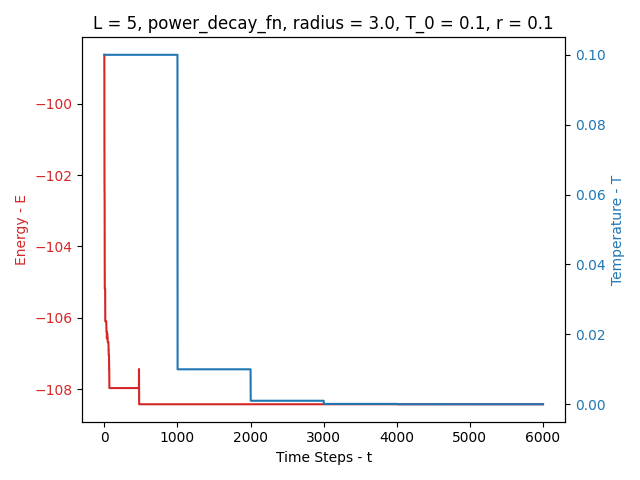 L = 5, power_decay_fn, radius = 3.0, T_0 = 0.1, r = 0.1
Energy - E
−100
−102
−104
−106
−108
0.10
0.08
0.06
0.04
0.02
0.00
Temperature - T
0 1000 2000 3000 4000 5000 6000
Time Steps - t